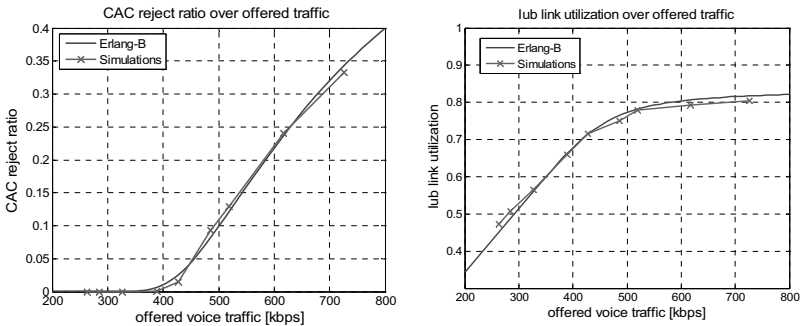 CAC reject ratio over offered traffic
Erlang-B
Simulations
CAC reject ratio
0.4
0.35
0.3
0.25
0.2
0.15
0.1
0.05
0
200 300 400 500 600 700 800
offered voice traffic [kbps]
Iub link utilization over offered traffic
Erlang-B
Simulations
Iub link utilization
1
0.9
0.8
0.7
0.6
0.5
0.4
200 300 400 500 600 700 800
offered voice traffic [kbps]